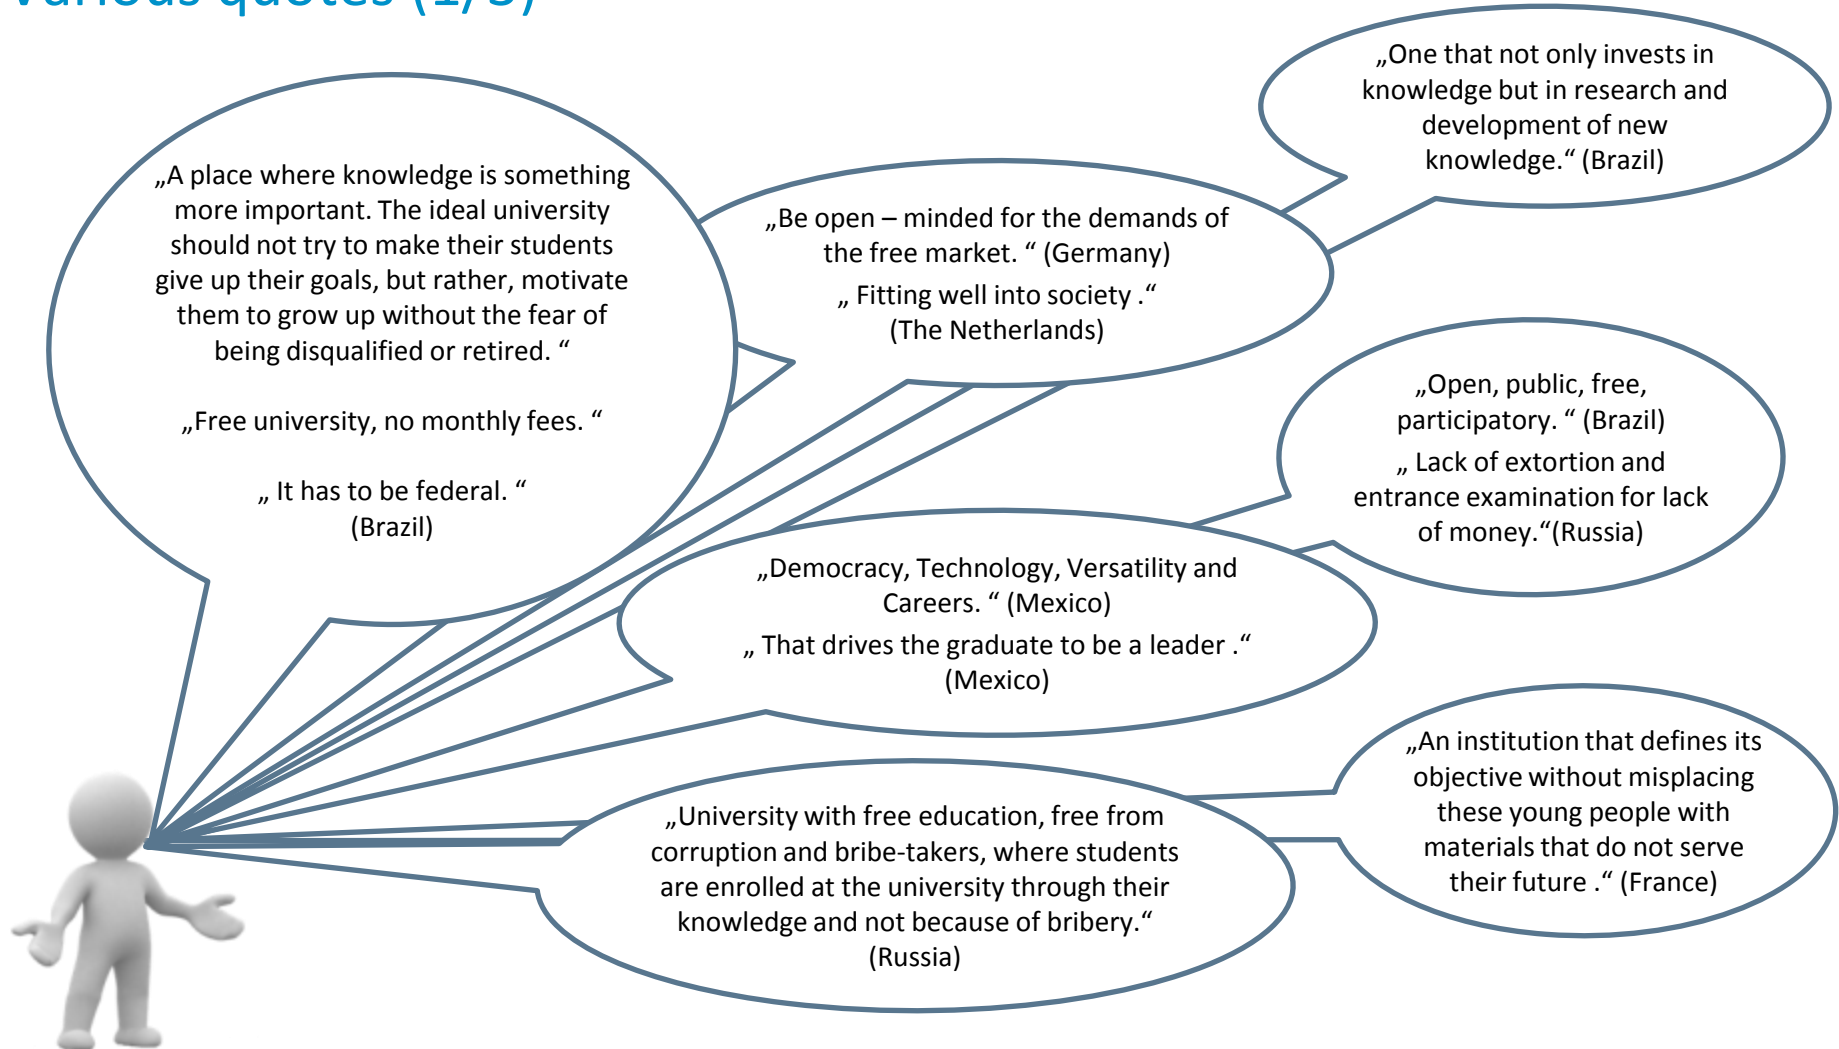 Various quotes (1/3)
„One that not only invests in
knowledge but in research and
development of new
knowledge.“ (Brazil)
„A place where knowledge is something
more important. The ideal university
should not try to make their students
give up their goals, but rather, motivate
them to grow up without the fear of
being disqualified or retired. “
„Free university, no monthly fees. “
„ It has to be federal. “
(Brazil)
„Be open – minded for the demands of
the free market. “ (Germany)
„ Fitting well into society .“
(The Netherlands)
„Open, public, free,
participatory. “ (Brazil)
„ Lack of extortion and
entrance examination for lack
of money.“(Russia)
„Democracy, Technology, Versatility and
Careers. “ (Mexico)
„ That drives the graduate to be a leader .“
(Mexico)
„An institution that defines its
objective without misplacing
these young people with
materials that do not serve
their future .“ (France)
„University with free education, free from
corruption and bribe-takers, where students
are enrolled at the university through their
knowledge and not because of bribery.“
(Russia)